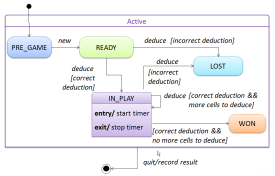 Active
PRE_GAME
new
READY
deduce [incorrect deduction]
deduce
[correct
deduction]
deduce
[incorrect
deduction]
LOST
IN_PLAY
entry/ start timer
exit/ stop timer
deduce [correct deduction &&
more cells to deduce]
[correct deduction &&
no more cells to deduce]
WON
quit/record result